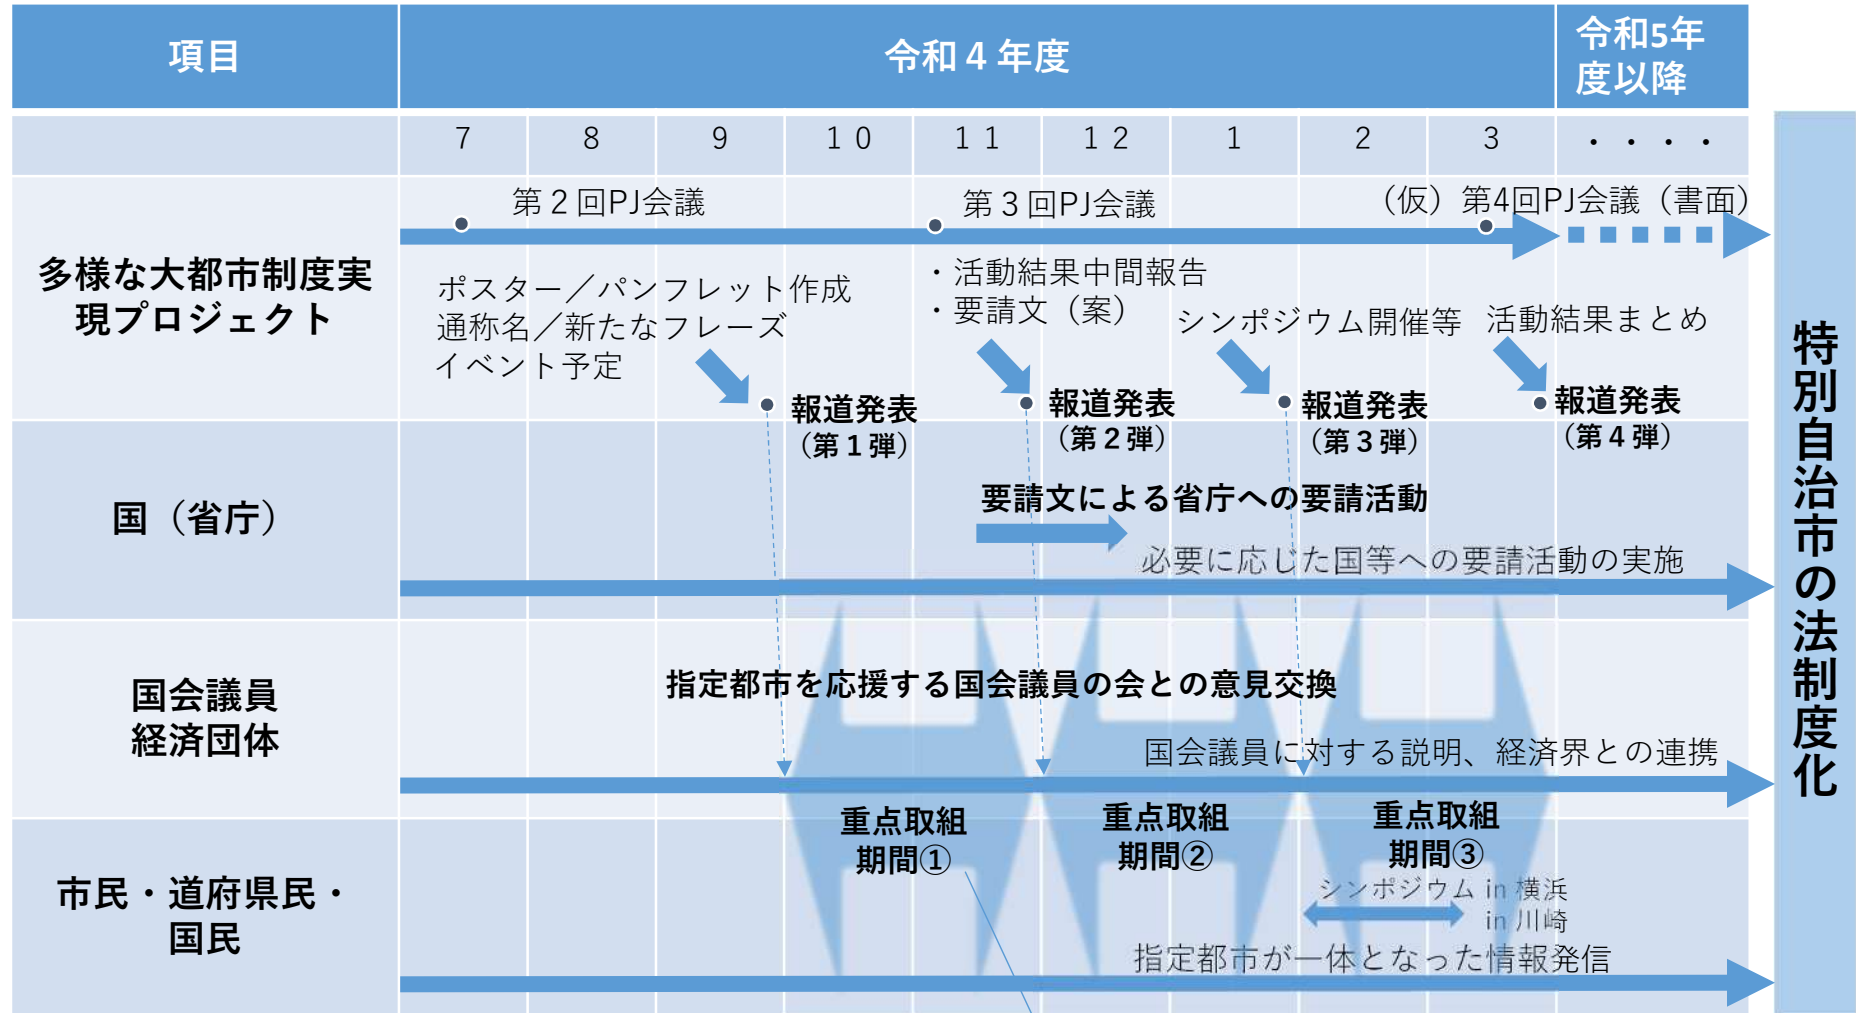 項目
令和４年度
令和5年
度以降
7
8
9
１０
１１
１２
1
2
3
・・・・
多様な大都市制度実
現プロジェクト
第２回PJ会議
第３回PJ会議
（仮）第4回PJ会議（書面）
ポスター／パンフレット作成
通称名／新たなフレーズ
イベント予定
・活動結果中間報告
・要請文（案）
シンポジウム開催等
活動結果まとめ
報道発表
（第１弾）
報道発表
（第２弾）
報道発表
（第３弾）
報道発表
（第４弾）
国（省庁）
要請文による省庁への要請活動
必要に応じた国等への要請活動の実施
国会議員
経済団体
指定都市を応援する国会議員の会との意見交換
国会議員に対する説明、経済界との連携
重点取組
期間①
重点取組
期間②
重点取組
期間③
市民・道府県民・
国民
シンポジウム in 横浜
in 川崎
指定都市が一体となった情報発信
特別自治市の法制度化